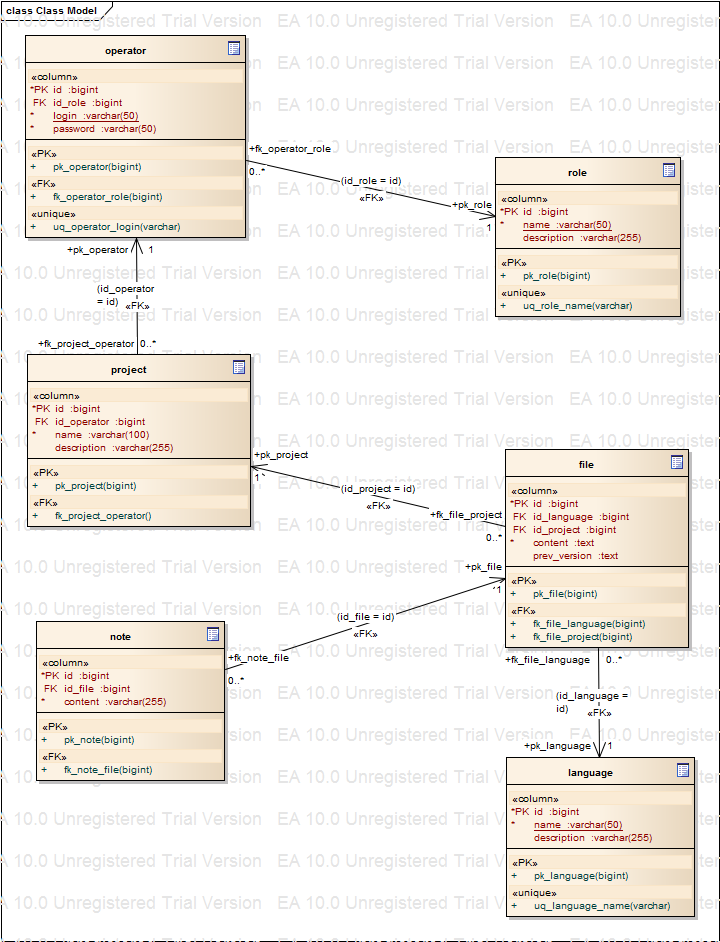 class Class Model
EA 10.0 Unregistered Trial Version
operator
«column»
*PK id :bigint
FK id_role :bigint
* login :varchar(50)
* password :varchar(50)
«PK»
+ pk_operator(bigint)
«FK»
+ fk_operator_role(bigint)
«unique»
+ uq_operator_login(varchar)
+fk_operator_role
0..*
(id_role = id)
«FK»
+pk_role
1
role
«column»
*PK id :bigint
* name :varchar(50)
description :varchar(255)
«PK»
+ pk_role(bigint)
«unique»
+ uq_role_name(varchar)
+pk_operator
1
(id_operator
= id)
«FK»
+fk_project_operator
0..*
project
«column»
*PK id :bigint
FK id_operator :bigint
* name :varchar(100)
description :varchar(255)
«PK»
+ pk_project(bigint)
«FK»
+ fk_project_operator()
+pk_project
1
(id_project = id)
«FK»
+fk_file_project
0..*
file
«column»
*PK id :bigint
FK id_language :bigint
FK id_project :bigint
* content :text
prev_version :text
«PK»
+ pk_file(bigint)
«FK»
+ fk_file_language(bigint)
+ fk_file_project(bigint)
+pk_file
1
(id_file = id)
«FK»
+fk_note_file
0..*
note
«column»
*PK id :bigint
FK id_file :bigint
* content :varchar(255)
«PK»
+ pk_note(bigint)
«FK»
+ fk_note_file(bigint)
+fk_file_language
0..*
(id_language =
id)
«FK»
+pk_language
1
language
«column»
*PK id :bigint
* name :varchar(50)
description :varchar(255)
«PK»
+ pk_language(bigint)
«unique»
+ uq_language_name(varchar)